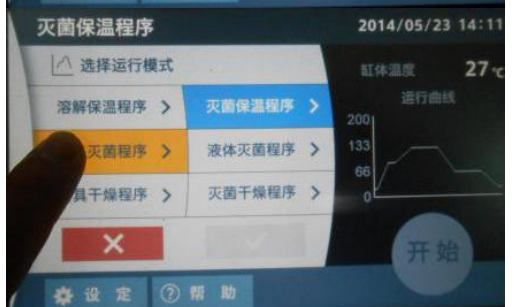 灭菌保温程序 2014/05/23 14:11
选择运行模式
缸体温度 27℃
运行曲线
溶解保温程序 > 灭菌保温程序 >
灭菌程序 > 液体灭菌程序 >
具干燥程序 > 灭菌干燥程序 >
200
133
66
0
开始
设定 帮助